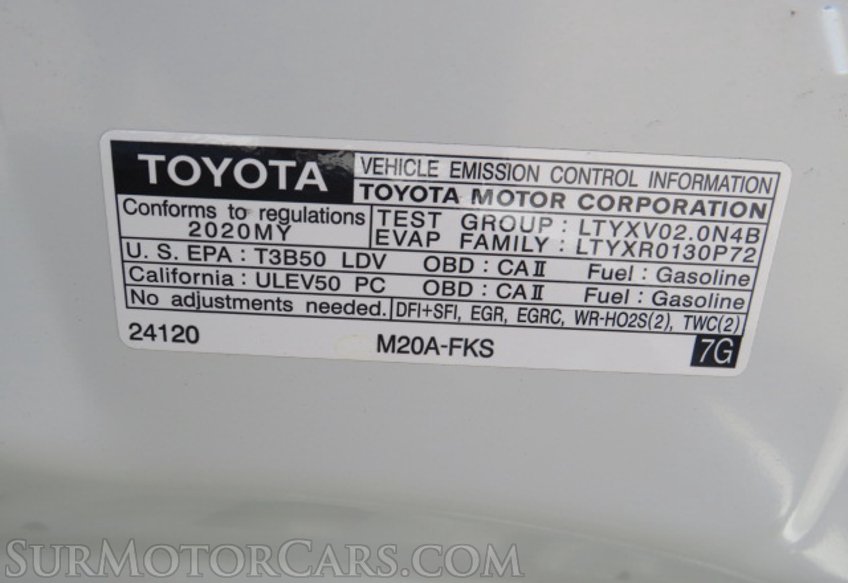 TOYOTA
VEHICLE EMISSION CONTROL INFORMATION
TOYOTA MOTOR CORPORATION
Conforms to regulations
2020MY
TEST GROUP : LTYXV02.0N4B
EVAP FAMILY : LTYXR0130P72
U. S. EPA : T3B50 LDV OBD : CAⅡ Fuel : Gasoline
California : ULEV50 PC OBD : CAⅡ Fuel : Gasoline
No adjustments needed. DFI+SFI, EGR, EGRC, WR-HO2S(2), TWC(2)
24120 M20A-FKS 7G
SurMotorCars.com